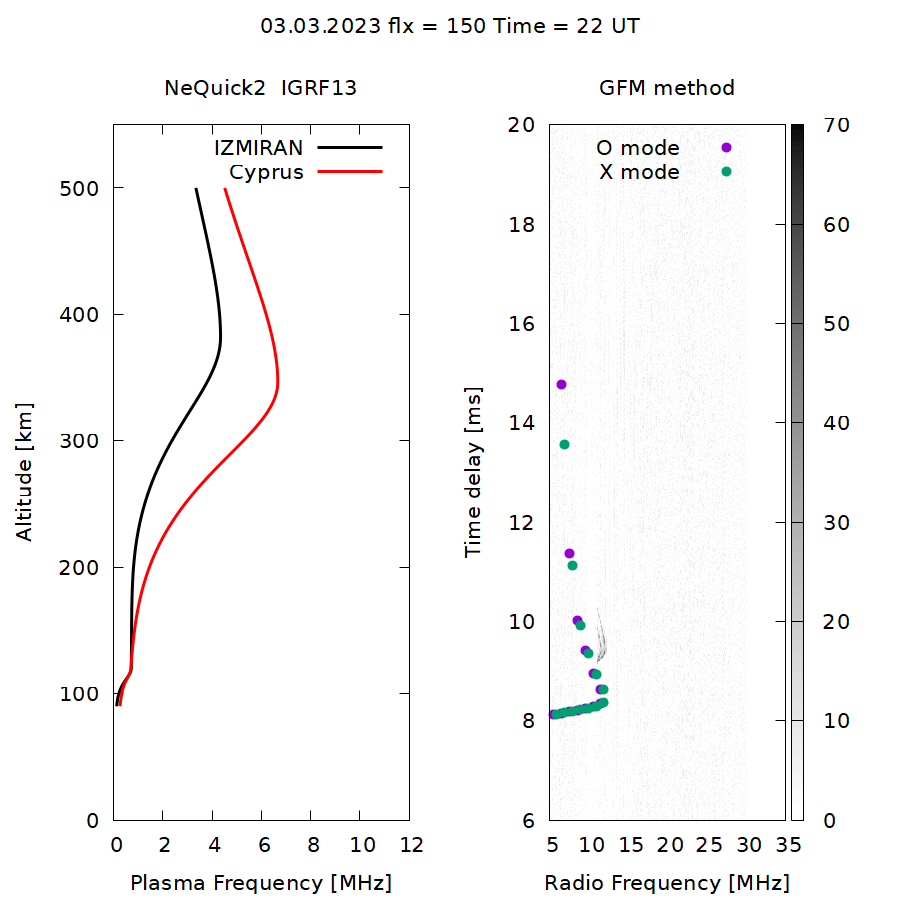 03.03.2023 flx = 150 Time = 22 UT
NeQuick2  IGRF13
IZMIRAN
Cyprus
500
400
300
200
100
0
Altitude [km]
0 2 4 6 8 10 12
Plasma Frequency [MHz]
GFM method
O mode
X mode
20
18
16
14
12
10
8
6
Time delay [ms]
5 10 15 20 25 30 35
Radio Frequency [MHz]
70
60
50
40
30
20
10
0